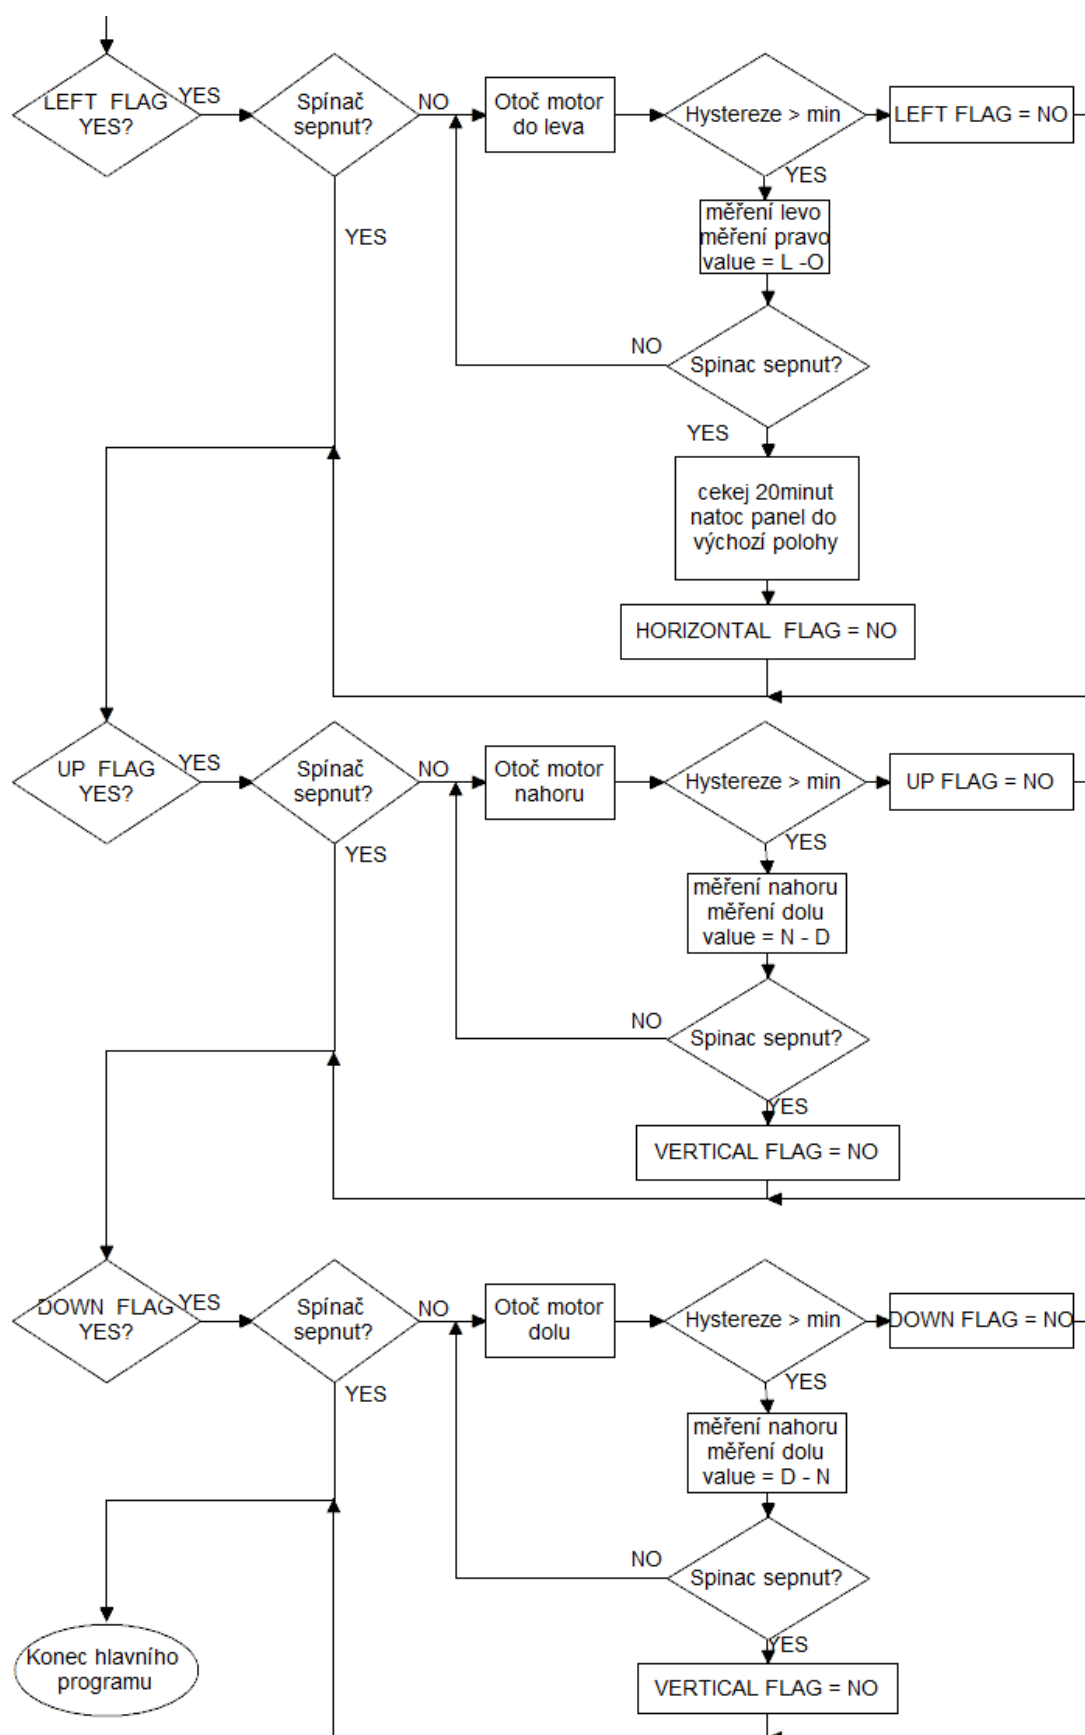 LEFT FLAG
YES?
YES
Spínač
sepnut?
NO
Otoč motor
do leva
Hystereze > min
LEFT FLAG = NO
YES
YES
měření levo
měření pravo
value = L -O
NO
Spinac sepnut?
YES
cekej 20minut
natoc panel do
výchozí polohy
HORIZONTAL FLAG = NO
UP FLAG
YES?
YES
Spínač
sepnut?
NO
Otoč motor
nahoru
Hystereze > min
UP FLAG = NO
YES
YES
měření nahoru
měření dolu
value = N - D
NO
Spinac sepnut?
YES
VERTICAL FLAG = NO
DOWN FLAG
YES?
YES
Spínač
sepnut?
NO
Otoč motor
dolu
Hystereze > min
DOWN FLAG = NO
YES
YES
měření nahoru
měření dolu
value = D - N
NO
Spinac sepnut?
YES
Konec hlavního
programu
VERTICAL FLAG = NO